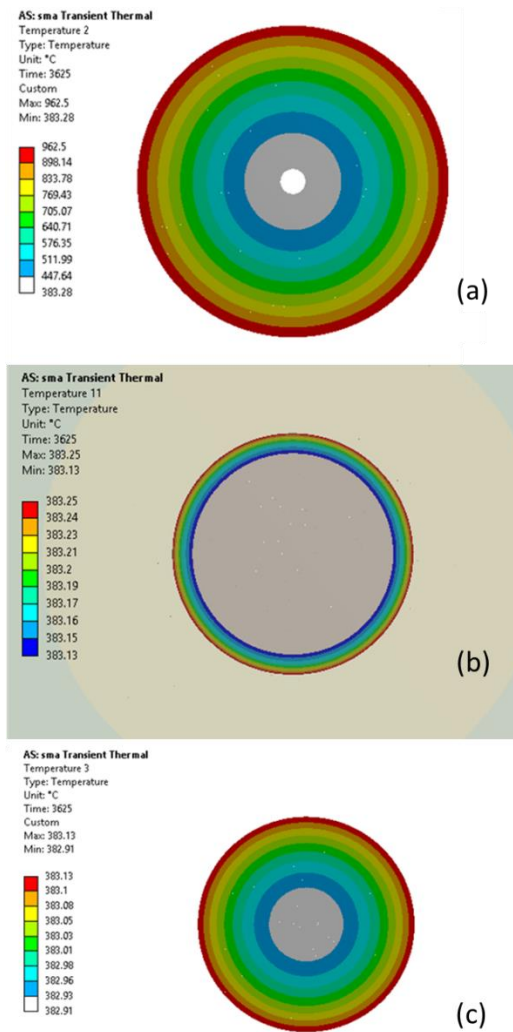 AS: sma Transient Thermal
Temperature 2
Type: Temperature
Unit: °C
Time: 3625
Custom
Max: 962.5
Min: 383.28
962.5
898.14
833.78
769.43
705.07
640.71
576.35
511.99
447.64
383.28
(a)
AS: sma Transient Thermal
Temperature 11
Type: Temperature
Unit: °C
Time: 3625
Max: 383.25
Min: 383.13
383.25
383.24
383.23
383.21
383.2
383.19
383.17
383.16
383.15
383.13
(b)
AS: sma Transient Thermal
Temperature 3
Type: Temperature
Unit: °C
Time: 3625
Custom
Max: 383.13
Min: 382.91
383.13
383.1
383.08
383.05
383.03
383.01
382.98
382.96
382.93
382.91
(c)